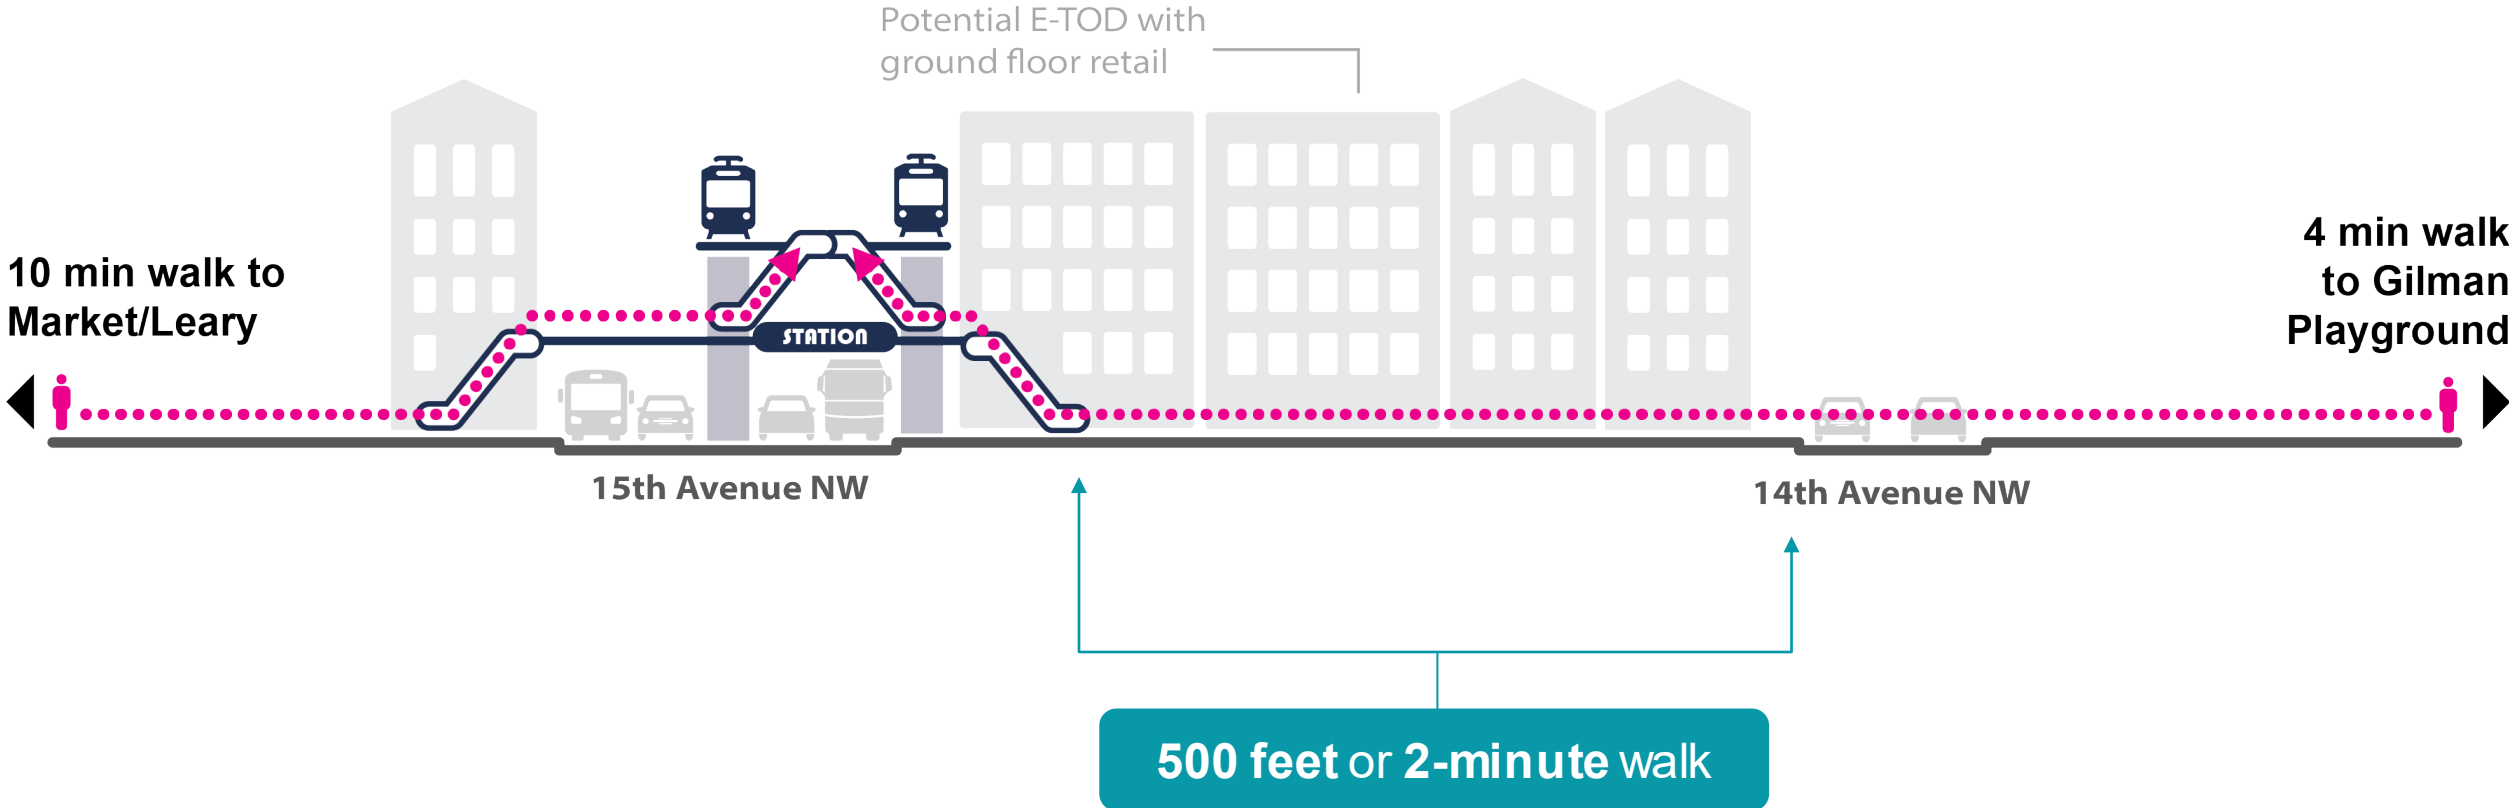 Potential E-TOD with
ground floor retail
10 min walk to
Market/Leary
4 min walk
to Gilman
Playground
STATION
15th Avenue NW
14th Avenue NW
500 feet or 2-minute walk